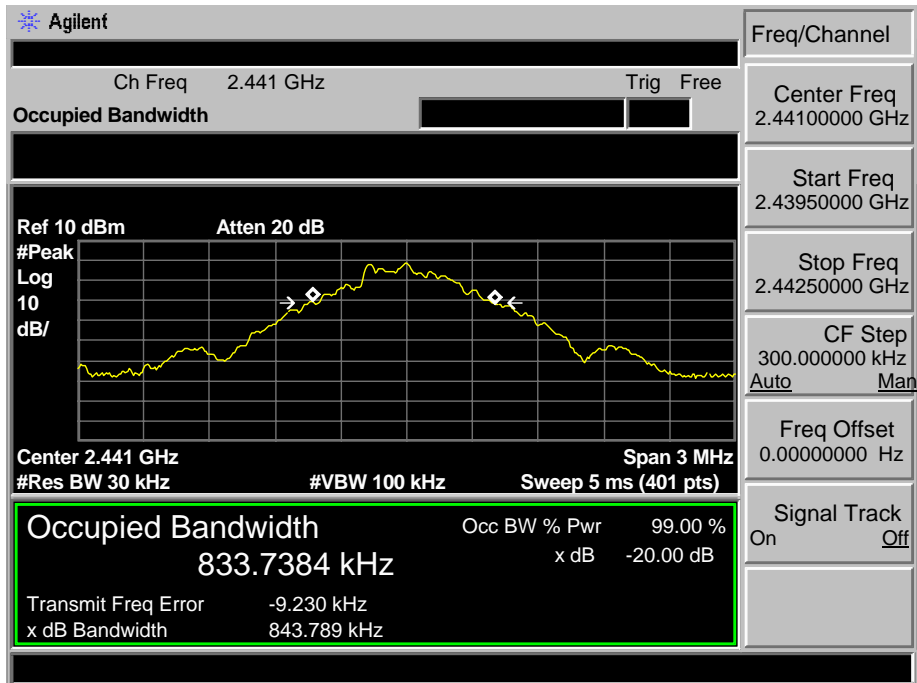 Agilent
Freq/Channel
Ch Freq 2.441 GHz Trig Free
Occupied Bandwidth
Center Freq
2.44100000 GHz
Start Freq
2.43950000 GHz
Ref 10 dBm Atten 20 dB
#Peak
Log
10
dB/
Stop Freq
2.44250000 GHz
CF Step
300.000000 kHz
Auto Man
Freq Offset
0.00000000 Hz
Center 2.441 GHz Span 3 MHz
#Res BW 30 kHz #VBW 100 kHz Sweep 5 ms (401 pts)
Signal Track
On Off
Occupied Bandwidth Occ BW % Pwr 99.00 %
833.7384 kHz x dB -20.00 dB
Transmit Freq Error -9.230 kHz
x dB Bandwidth 843.789 kHz